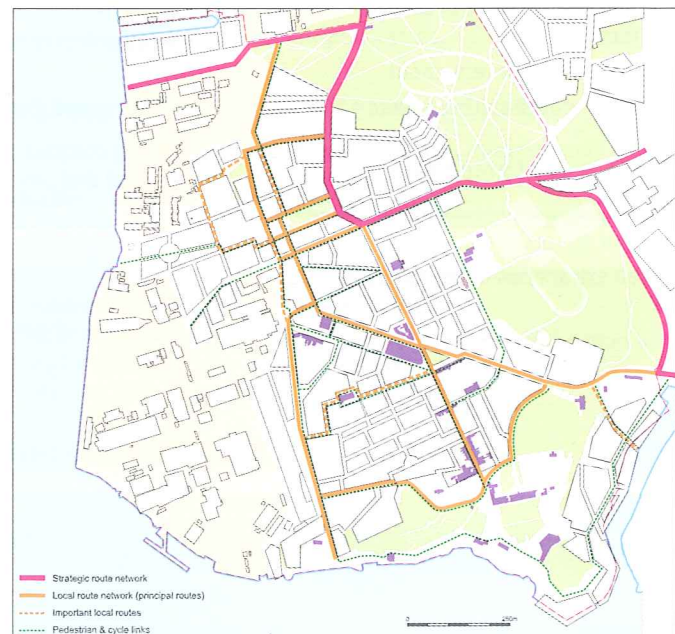 Strategic route network
Local route network (principal routes)
Important local routes
Pedestrian & cycle links
0
250m